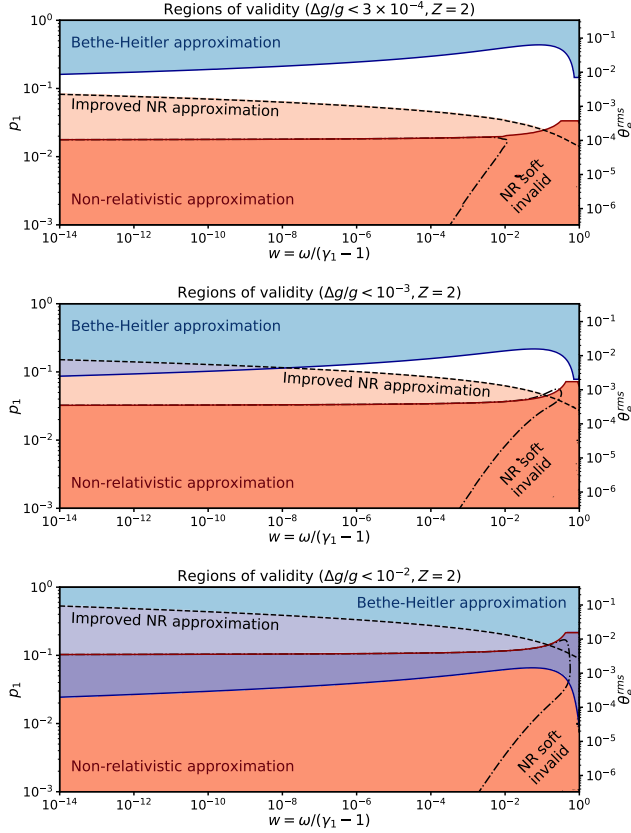 Regions of validity (Δg/g < 3 × 10⁻⁴, Z = 2)
10⁰
Bethe-Heitler approximation
10⁻¹
10⁻¹
10⁻²
Improved NR approximation
10⁻³
p₁
θₑʳᵐˢ
10⁻⁴
10⁻²
Non-relativistic approximation
NR soft
invalid
10⁻⁵
10⁻⁶
10⁻³
10⁻¹⁴ 10⁻¹² 10⁻¹⁰ 10⁻⁸ 10⁻⁶ 10⁻⁴ 10⁻² 10⁰
w = ω/(γ₁ − 1)
Regions of validity (Δg/g < 10⁻³, Z = 2)
10⁰
Bethe-Heitler approximation
10⁻¹
10⁻²
10⁻¹
Improved NR approximation
10⁻³
p₁
θₑʳᵐˢ
10⁻⁴
10⁻²
Non-relativistic approximation
NR soft
invalid
10⁻⁵
10⁻⁶
10⁻³
10⁻¹⁴ 10⁻¹² 10⁻¹⁰ 10⁻⁸ 10⁻⁶ 10⁻⁴ 10⁻² 10⁰
w = ω/(γ₁ − 1)
Regions of validity (Δg/g < 10⁻², Z = 2)
10⁰
Bethe-Heitler approximation
10⁻¹
Improved NR approximation
10⁻²
10⁻¹
10⁻³
p₁
θₑʳᵐˢ
10⁻⁴
10⁻²
Non-relativistic approximation
NR soft
invalid
10⁻⁵
10⁻⁶
10⁻³
10⁻¹⁴ 10⁻¹² 10⁻¹⁰ 10⁻⁸ 10⁻⁶ 10⁻⁴ 10⁻² 10⁰
w = ω/(γ₁ − 1)